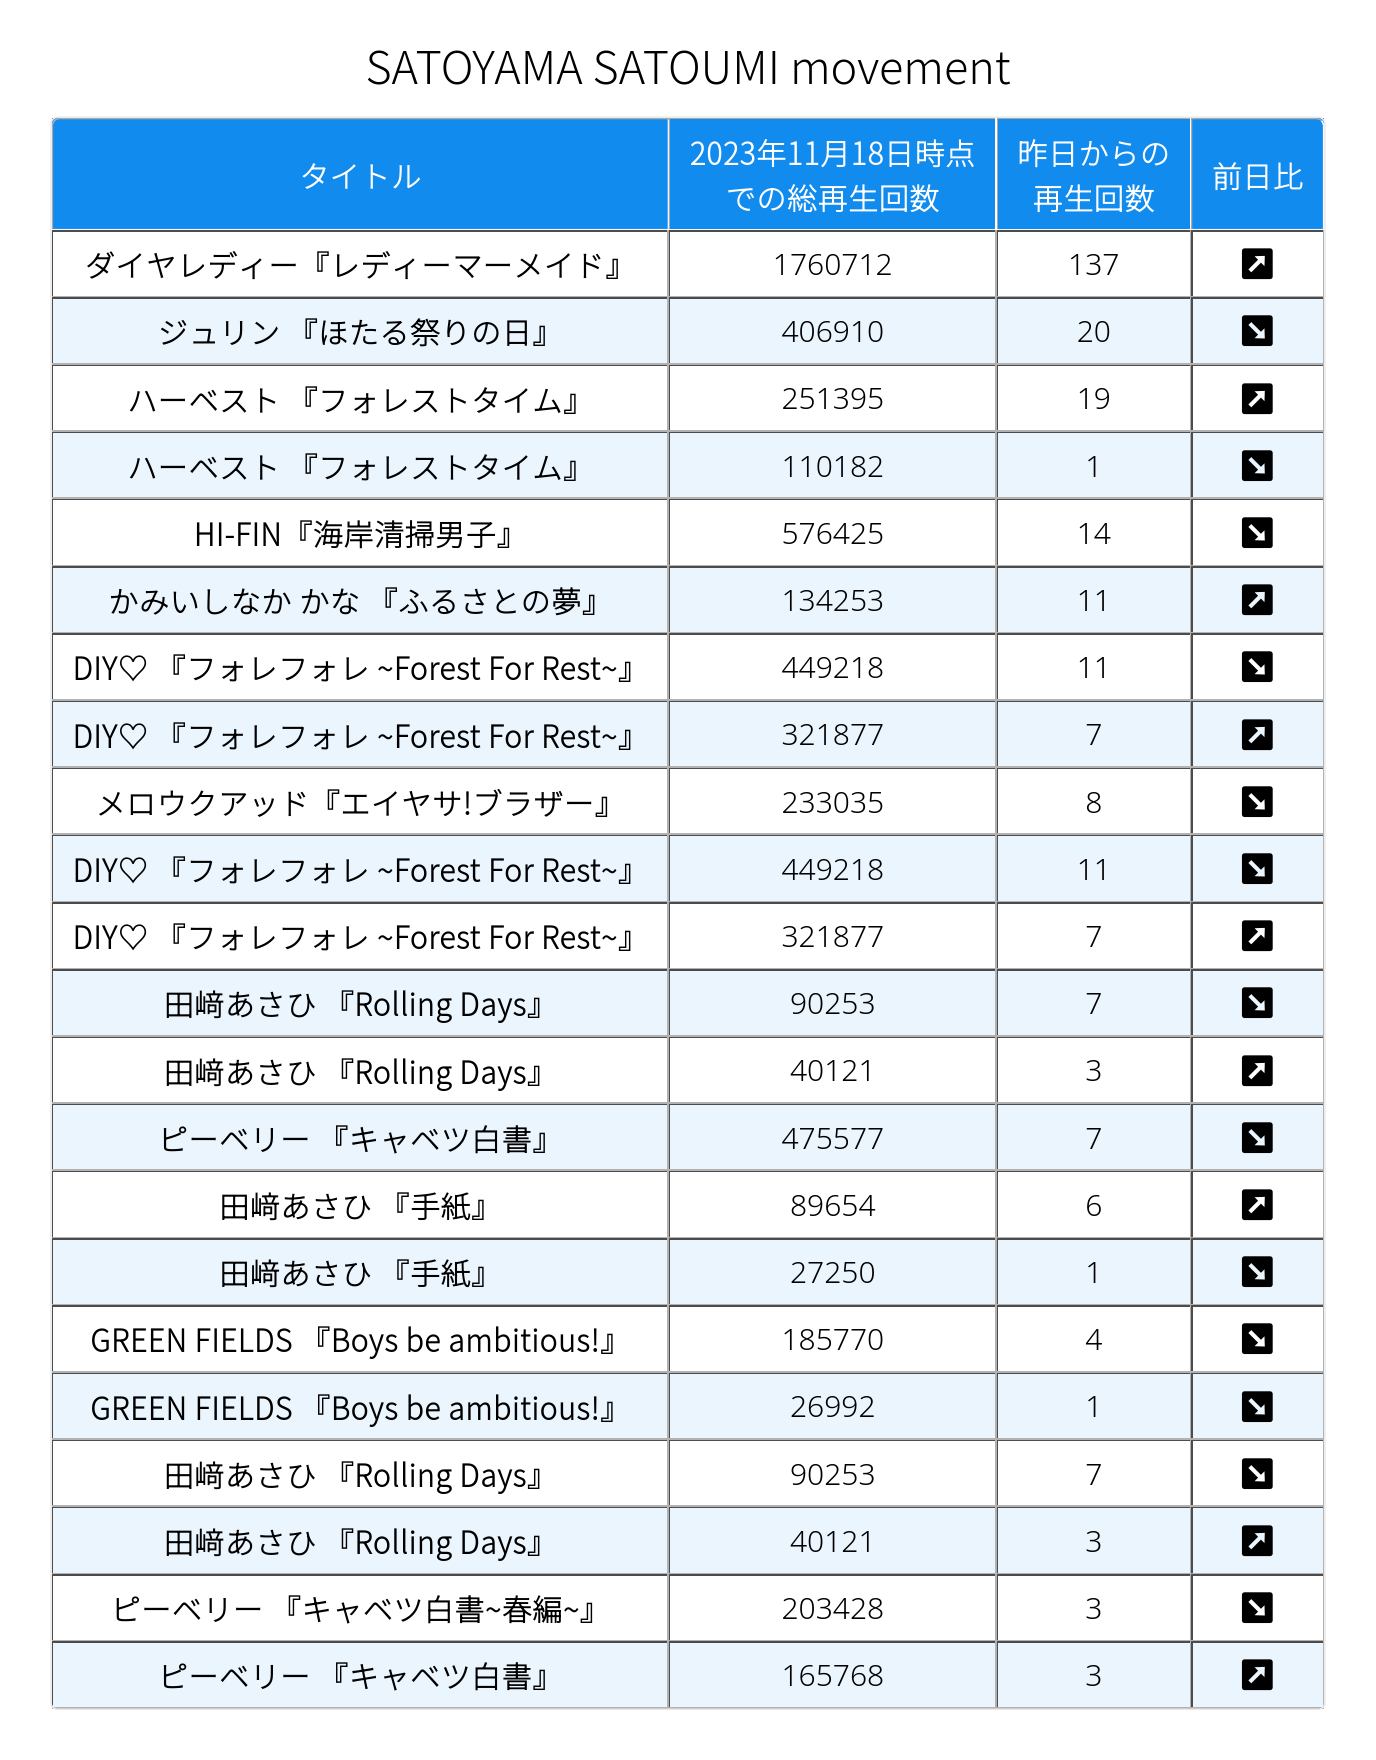 SATOYAMA SATOUMI movement
タイトル 2023年11月18日時点 昨日からの 前日比
での総再生回数 再生回数
ダイヤレディー『レディーマーメイド』 1760712 137 ↗
ジュリン 『ほたる祭りの日』 406910 20 ↘
ハーベスト 『フォレストタイム』 251395 19 ↗
ハーベスト 『フォレストタイム』 110182 1 ↘
HI-FIN『海岸清掃男子』 576425 14 ↘
かみいしなか かな 『ふるさとの夢』 134253 11 ↗
DIY♡ 『フォレフォレ ~Forest For Rest~』 449218 11 ↘
DIY♡ 『フォレフォレ ~Forest For Rest~』 321877 7 ↗
メロウクアッド『エイヤサ!ブラザー』 233035 8 ↘
DIY♡ 『フォレフォレ ~Forest For Rest~』 449218 11 ↘
DIY♡ 『フォレフォレ ~Forest For Rest~』 321877 7 ↗
田﨑あさひ 『Rolling Days』 90253 7 ↘
田﨑あさひ 『Rolling Days』 40121 3 ↗
ピーベリー 『キャベツ白書』 475577 7 ↘
田﨑あさひ 『手紙』 89654 6 ↗
田﨑あさひ 『手紙』 27250 1 ↘
GREEN FIELDS 『Boys be ambitious!』 185770 4 ↘
GREEN FIELDS 『Boys be ambitious!』 26992 1 ↘
田﨑あさひ 『Rolling Days』 90253 7 ↘
田﨑あさひ 『Rolling Days』 40121 3 ↗
ピーベリー 『キャベツ白書~春編~』 203428 3 ↘
ピーベリー 『キャベツ白書』 165768 3 ↗